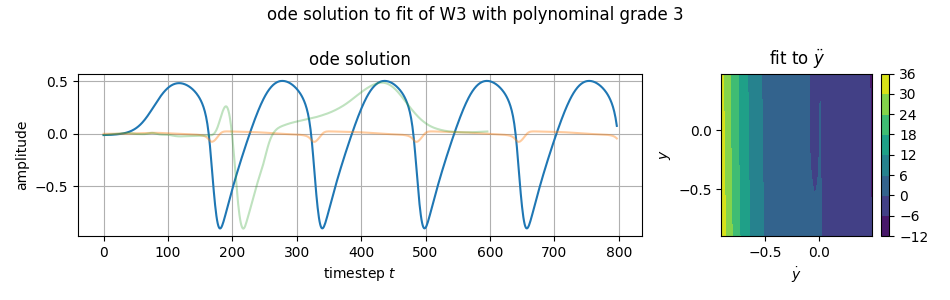 ode solution to fit of W3 with polynominal grade 3
ode solution
fit to ÿ
amplitude
0.5
0.0
−0.5
0 100 200 300 400 500 600 700 800
timestep t
y
0.0
−0.5
−0.5 0.0
ẏ
36
30
24
18
12
6
0
−6
−12